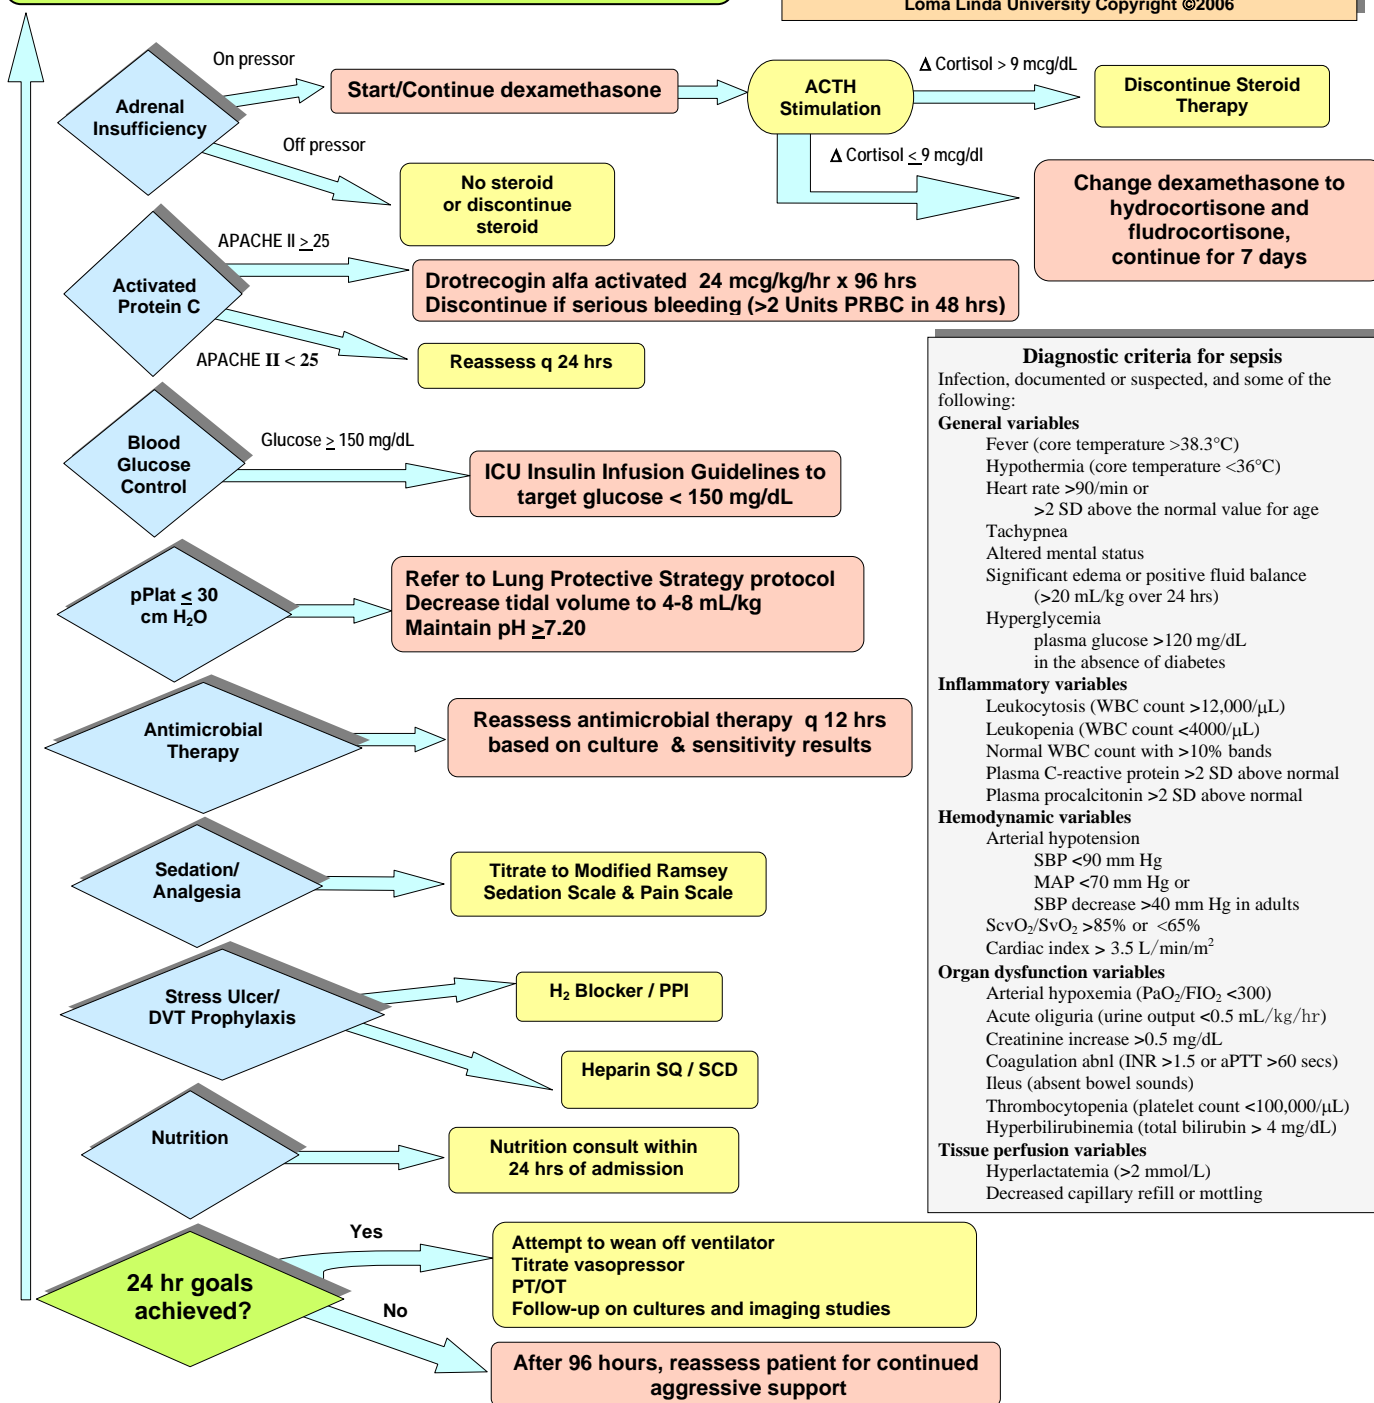 Loma Linda University Copyright ©2006
On pressor
Adrenal
Insufficiency
Start/Continue dexamethasone
ACTH
Stimulation
Δ Cortisol > 9 mcg/dL
Discontinue Steroid
Therapy
Off pressor
No steroid
or discontinue
steroid
Δ Cortisol ≤ 9 mcg/dl
Change dexamethasone to
hydrocortisone and
fludrocortisone,
continue for 7 days
Activated
Protein C
APACHE II ≥ 25
Drotrecogin alfa activated 24 mcg/kg/hr x 96 hrs
Discontinue if serious bleeding (>2 Units PRBC in 48 hrs)
APACHE II < 25
Reassess q 24 hrs
Blood
Glucose
Control
Glucose ≥ 150 mg/dL
ICU Insulin Infusion Guidelines to
target glucose < 150 mg/dL
pPlat ≤ 30
cm H₂O
Refer to Lung Protective Strategy protocol
Decrease tidal volume to 4-8 mL/kg
Maintain pH ≥7.20
Antimicrobial
Therapy
Reassess antimicrobial therapy q 12 hrs
based on culture & sensitivity results
Sedation/
Analgesia
Titrate to Modified Ramsey
Sedation Scale & Pain Scale
Stress Ulcer/
DVT Prophylaxis
H₂ Blocker / PPI
Heparin SQ / SCD
Nutrition
Nutrition consult within
24 hrs of admission
24 hr goals
achieved?
Yes
Attempt to wean off ventilator
Titrate vasopressor
PT/OT
Follow-up on cultures and imaging studies
No
After 96 hours, reassess patient for continued
aggressive support
Diagnostic criteria for sepsis
Infection, documented or suspected, and some of the
following:
General variables
Fever (core temperature >38.3°C)
Hypothermia (core temperature <36°C)
Heart rate >90/min or
>2 SD above the normal value for age
Tachypnea
Altered mental status
Significant edema or positive fluid balance
(>20 mL/kg over 24 hrs)
Hyperglycemia
plasma glucose >120 mg/dL
in the absence of diabetes
Inflammatory variables
Leukocytosis (WBC count >12,000/µL)
Leukopenia (WBC count <4000/µL)
Normal WBC count with >10% bands
Plasma C-reactive protein >2 SD above normal
Plasma procalcitonin >2 SD above normal
Hemodynamic variables
Arterial hypotension
SBP <90 mm Hg
MAP <70 mm Hg or
SBP decrease >40 mm Hg in adults
ScvO₂/SvO₂ >85% or <65%
Cardiac index > 3.5 L/min/m²
Organ dysfunction variables
Arterial hypoxemia (PaO₂/FIO₂ <300)
Acute oliguria (urine output <0.5 mL/kg/hr)
Creatinine increase >0.5 mg/dL
Coagulation abnl (INR >1.5 or aPTT >60 secs)
Ileus (absent bowel sounds)
Thrombocytopenia (platelet count <100,000/µL)
Hyperbilirubinemia (total bilirubin > 4 mg/dL)
Tissue perfusion variables
Hyperlactatemia (>2 mmol/L)
Decreased capillary refill or mottling